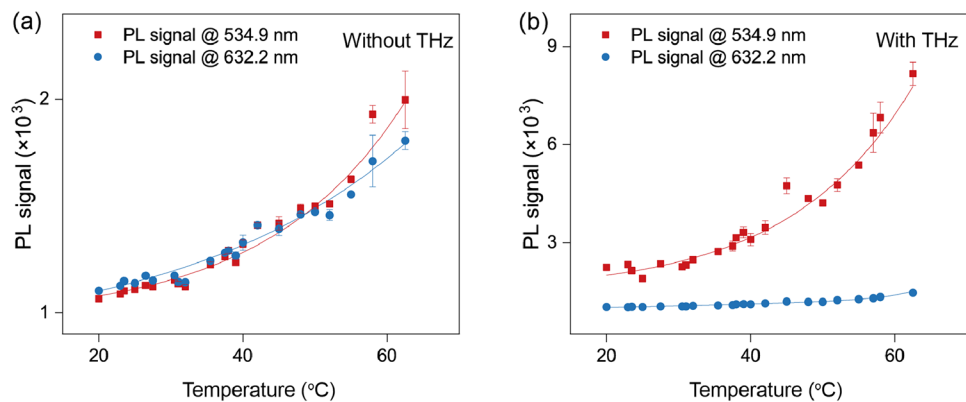 (a)
PL signal @ 534.9 nm
PL signal @ 632.2 nm
Without THz
2
1
PL signal (×10³)
20 40 60
Temperature (°C)
(b)
PL signal @ 534.9 nm
PL signal @ 632.2 nm
With THz
9
6
3
PL signal (×10³)
20 40 60
Temperature (°C)